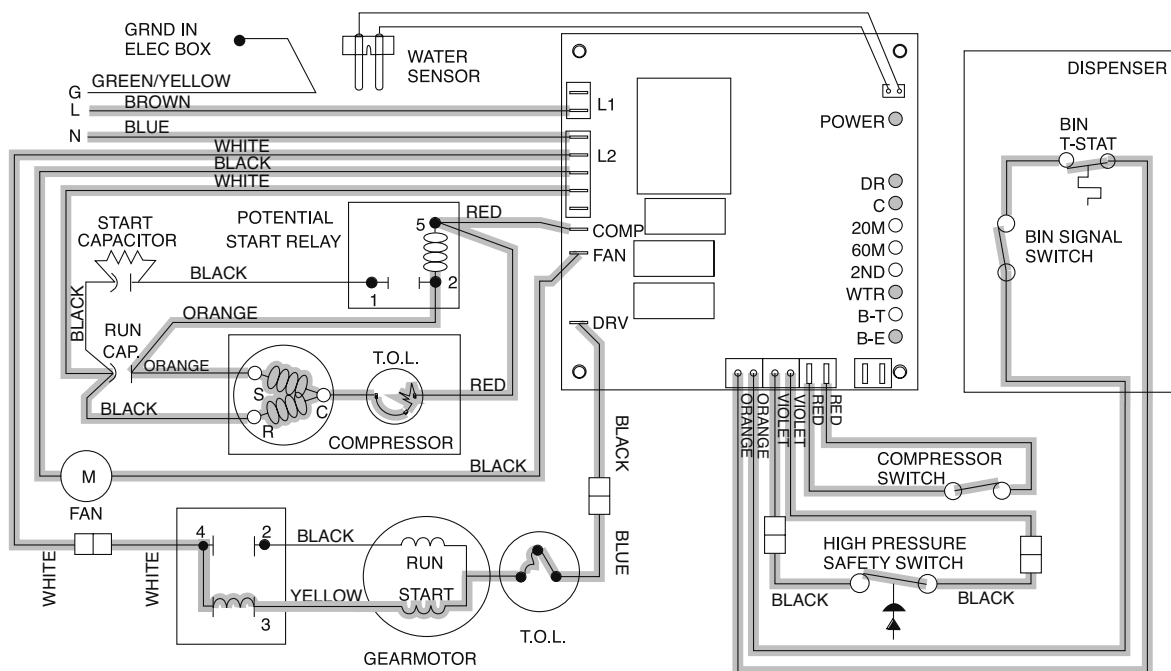 GRND IN
ELEC BOX
WATER
SENSOR
DISPENSER
G
GREEN/YELLOW
L
BROWN
L1
N
BLUE
L2
WHITE
BLACK
WHITE
POWER
BIN
T-STAT
DR
C
20M
60M
2ND
WTR
B-T
B-E
BIN SIGNAL
SWITCH
START
CAPACITOR
POTENTIAL
START RELAY
5
RED
COMP
FAN
BLACK
1
2
BLACK
ORANGE
DRV
RUN
CAP.
ORANGE
T.O.L.
S
C
R
RED
BLACK
COMPRESSOR
ORANGE
ORANGE
VIOLET
VIOLET
RED
RED
M
FAN
BLACK
BLACK
COMPRESSOR
SWITCH
4
2
BLACK
RUN
BLUE
HIGH PRESSURE
SAFETY SWITCH
WHITE
WHITE
YELLOW
START
3
BLACK
BLACK
T.O.L.
GEARMOTOR